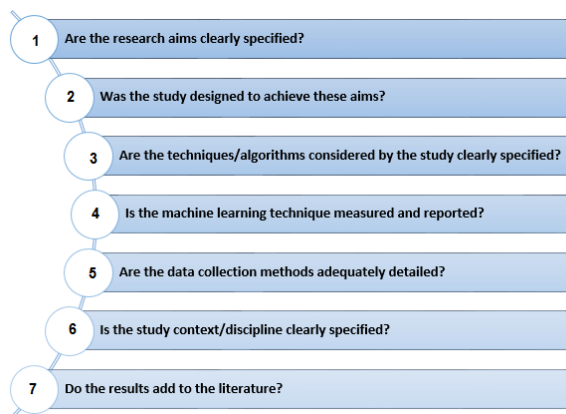 1 Are the research aims clearly specified?
2 Was the study designed to achieve these aims?
3 Are the techniques/algorithms considered by the study clearly specified?
4 Is the machine learning technique measured and reported?
5 Are the data collection methods adequately detailed?
6 Is the study context/discipline clearly specified?
7 Do the results add to the literature?